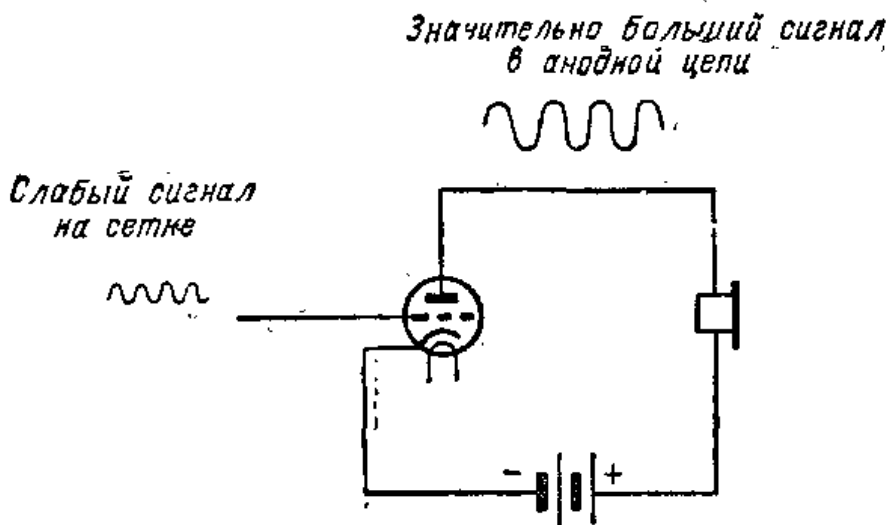 Значительно больший сигнал
в анодной цепи
Слабый сигнал
на сетке
- +